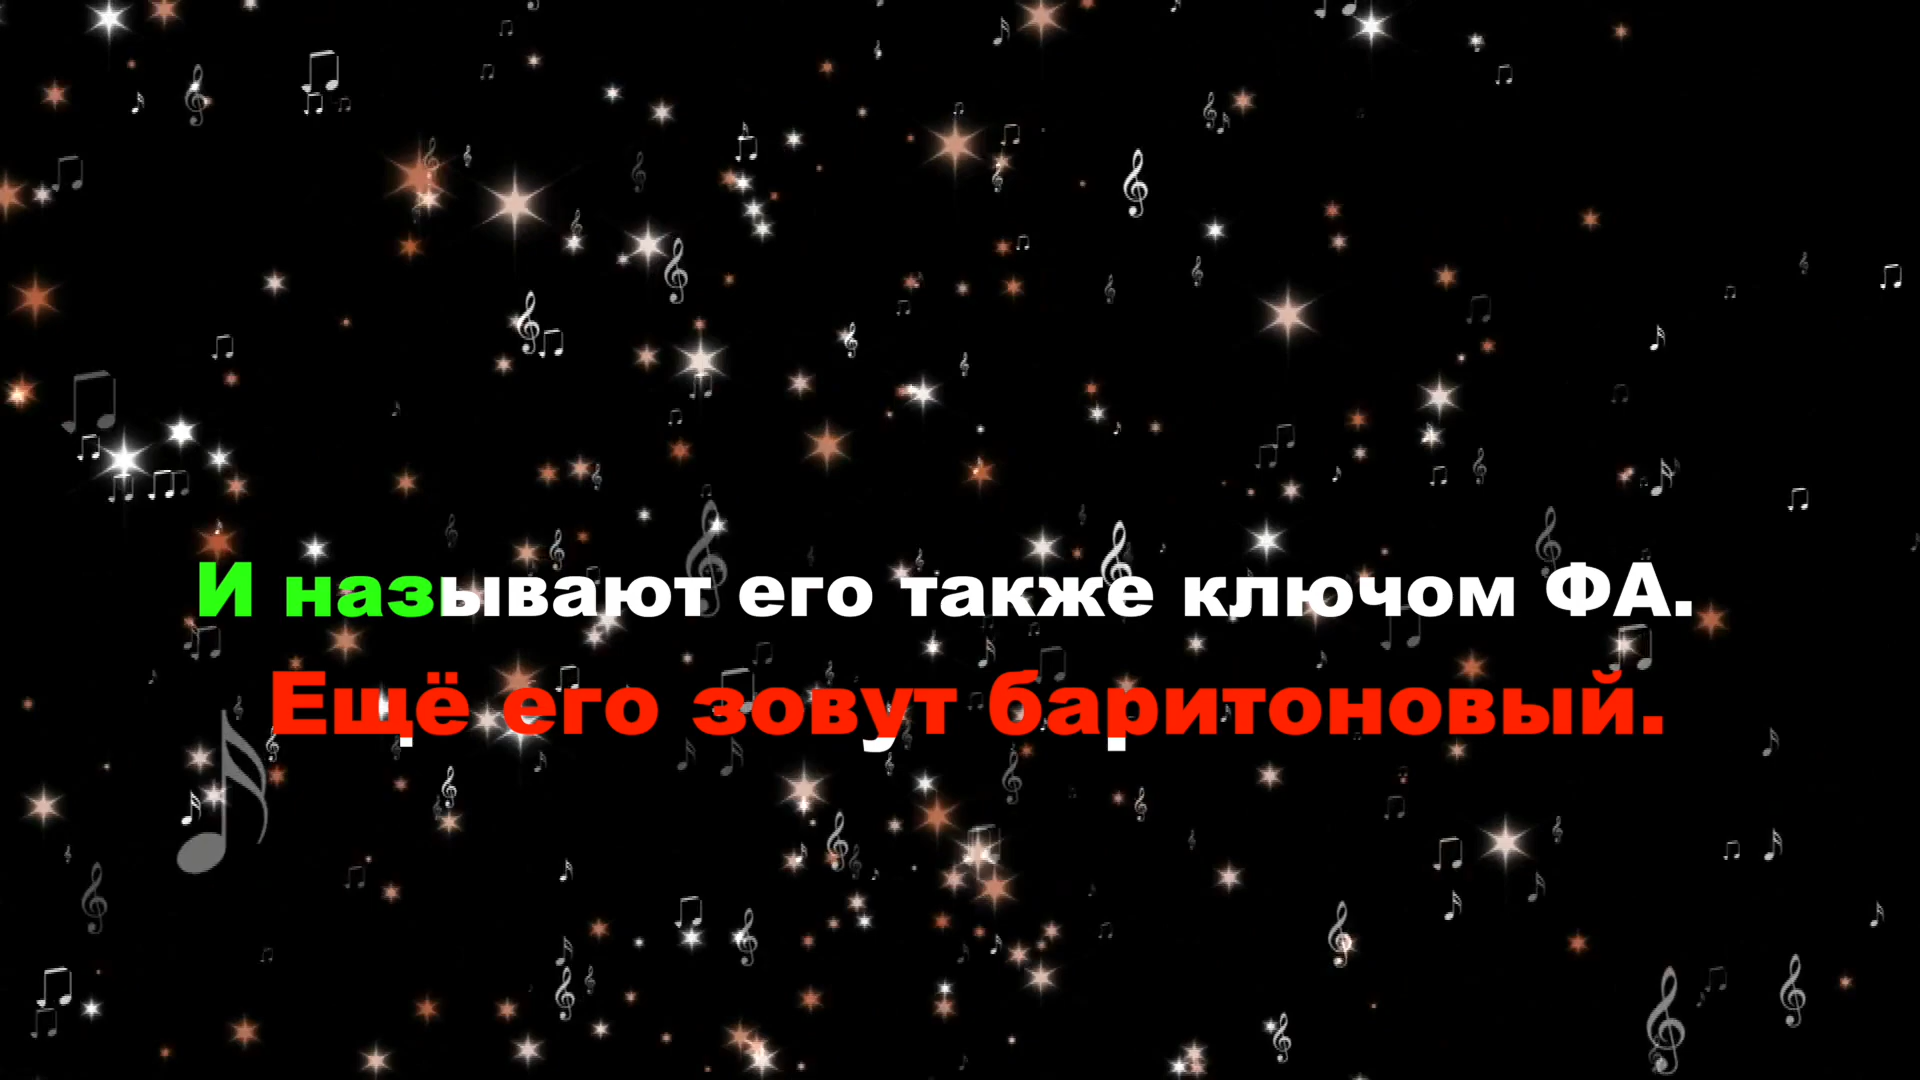 И называют его также ключом ФА.
Ещё его зовут баритоновый.